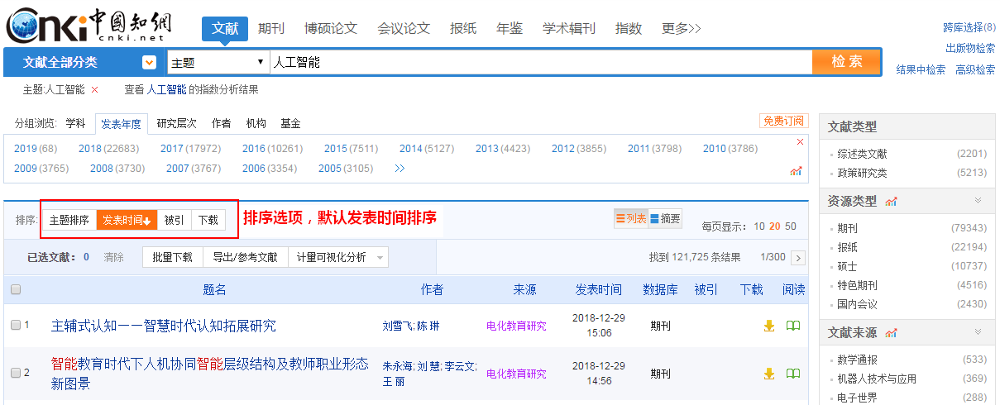 中國知網
cnki.net
文献 期刊 博硕论文 会议论文 报纸 年鉴 学术辑刊 指数 更多>>
跨库选择(8)
出版物检索
文献全部分类 主题 人工智能 检索
结果中检索 高级检索
主题:人工智能 × 查看 人工智能 的指数分析结果
分组浏览: 学科 发表年度 研究层次 作者 机构 基金 免费订阅
2019 (68) 2018 (22683) 2017 (17972) 2016 (10261) 2015 (7511) 2014 (5127) 2013 (4423) 2012 (3855) 2011 (3798) 2010 (3786) ×
2009 (3765) 2008 (3730) 2007 (3767) 2006 (3354) 2005 (3105) >>
排序: 主题排序 发表时间↓ 被引 下载 排序选项，默认发表时间排序 列表 摘要 每页显示: 10 20 50
已选文献: 0 清除 批量下载 导出/参考文献 计量可视化分析 找到 121,725 条结果 1/300 >
题名 作者 来源 发表时间 数据库 被引 下载 阅读
1 主辅式认知——智慧时代认知拓展研究 刘雪飞; 陈 琳 电化教育研究 2018-12-29 15:06 期刊
2 智能教育时代下人机协同智能层级结构及教师职业形态新图景 朱永海; 刘 慧; 李云文; 王 丽 电化教育研究 2018-12-29 14:56 期刊
文献类型
综述类文献 (2201)
政策研究类 (5213)
资源类型
期刊 (79343)
报纸 (22194)
硕士 (10737)
特色期刊 (4516)
国内会议 (2430)
文献来源
数学通报 (533)
机器人技术与应用 (369)
电子世界 (288)